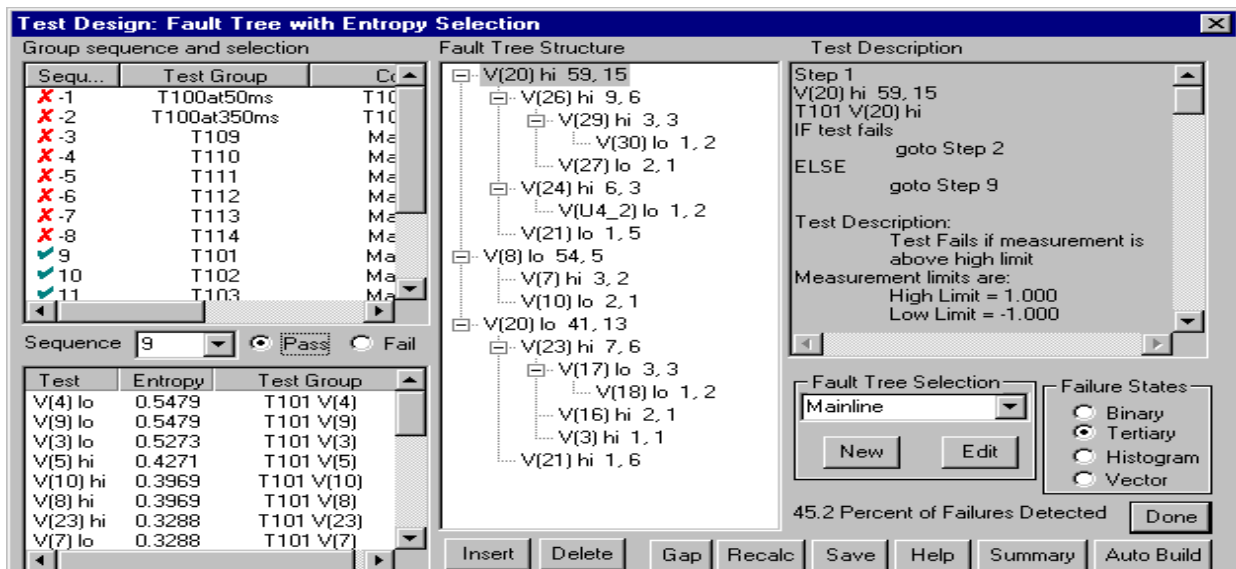 Test Design: Fault Tree with Entropy Selection
Group sequence and selection
Sequ... Test Group
-1 T100at50ms
-2 T100at350ms
-3 T109 Ma
-4 T110 Ma
-5 T111 Ma
-6 T112 Ma
-7 T113 Ma
-8 T114 Ma
9 T101 Ma
10 T102 Ma
11 T103 Ma
Sequence 9 Pass Fail
Test Entropy Test Group
V(4) lo 0.5479 T101 V(4)
V(9) lo 0.5479 T101 V(9)
V(3) lo 0.5273 T101 V(3)
V(5) hi 0.4271 T101 V(5)
V(10) hi 0.3969 T101 V(10)
V(8) hi 0.3969 T101 V(8)
V(23) hi 0.3288 T101 V(23)
V(7) lo 0.3288 T101 V(7)
Fault Tree Structure
V(20) hi 59, 15
V(26) hi 9, 6
V(29) hi 3, 3
V(30) lo 1, 2
V(27) lo 2, 1
V(24) hi 6, 3
V(U4_2) lo 1, 2
V(21) lo 1, 5
V(8) lo 54, 5
V(7) hi 3, 2
V(10) lo 2, 1
V(20) lo 41, 13
V(23) hi 7, 6
V(17) lo 3, 3
V(18) lo 1, 2
V(16) hi 2, 1
V(3) hi 1, 1
V(21) hi 1, 6
Test Description
Step 1
V(20) hi 59, 15
T101 V(20) hi
IF test fails
goto Step 2
ELSE
goto Step 9
Test Description:
Test Fails if measurement is
above high limit
Measurement limits are:
High Limit = 1.000
Low Limit = -1.000
Fault Tree Selection
Mainline
New Edit
Failure States
Binary
Tertiary
Histogram
Vector
45.2 Percent of Failures Detected Done
Insert Delete Gap Recalc Save Help Summary Auto Build